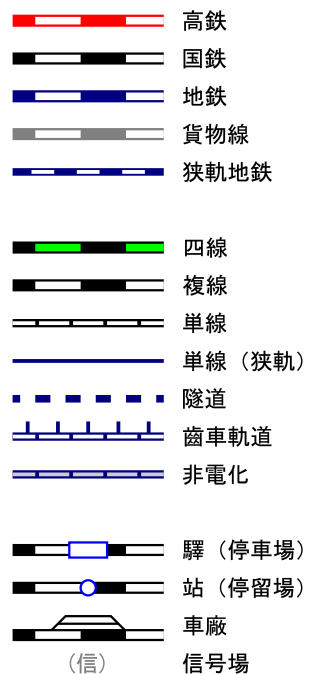 高鉄
国鉄
地鉄
貨物線
狭軌地鉄
四線
複線
単線
単線（狭軌）
隧道
歯車軌道
非電化
驛（停車場）
站（停留場）
車廠
（信） 信号場